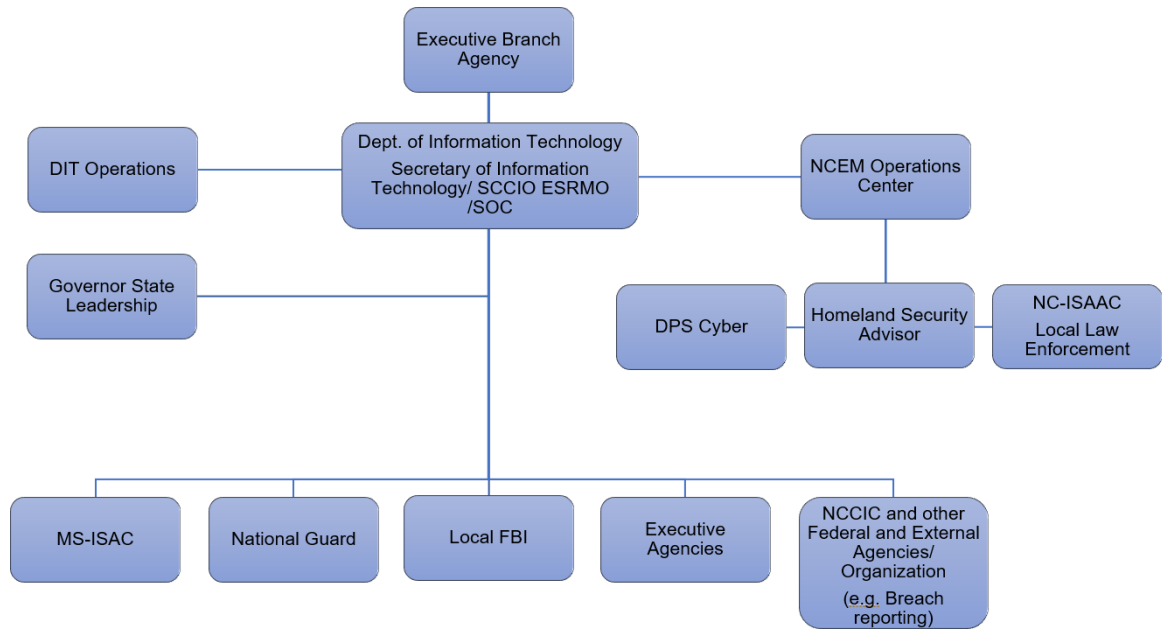 Executive Branch
Agency
Dept. of Information Technology
Secretary of Information
Technology/ SCCIO ESRMO
/SOC
DIT Operations
NCEM Operations
Center
Governor State
Leadership
DPS Cyber
Homeland Security
Advisor
NC-ISAAC
Local Law
Enforcement
MS-ISAC
National Guard
Local FBI
Executive
Agencies
NCCIC and other
Federal and External
Agencies/
Organization
(e.g. Breach
reporting)